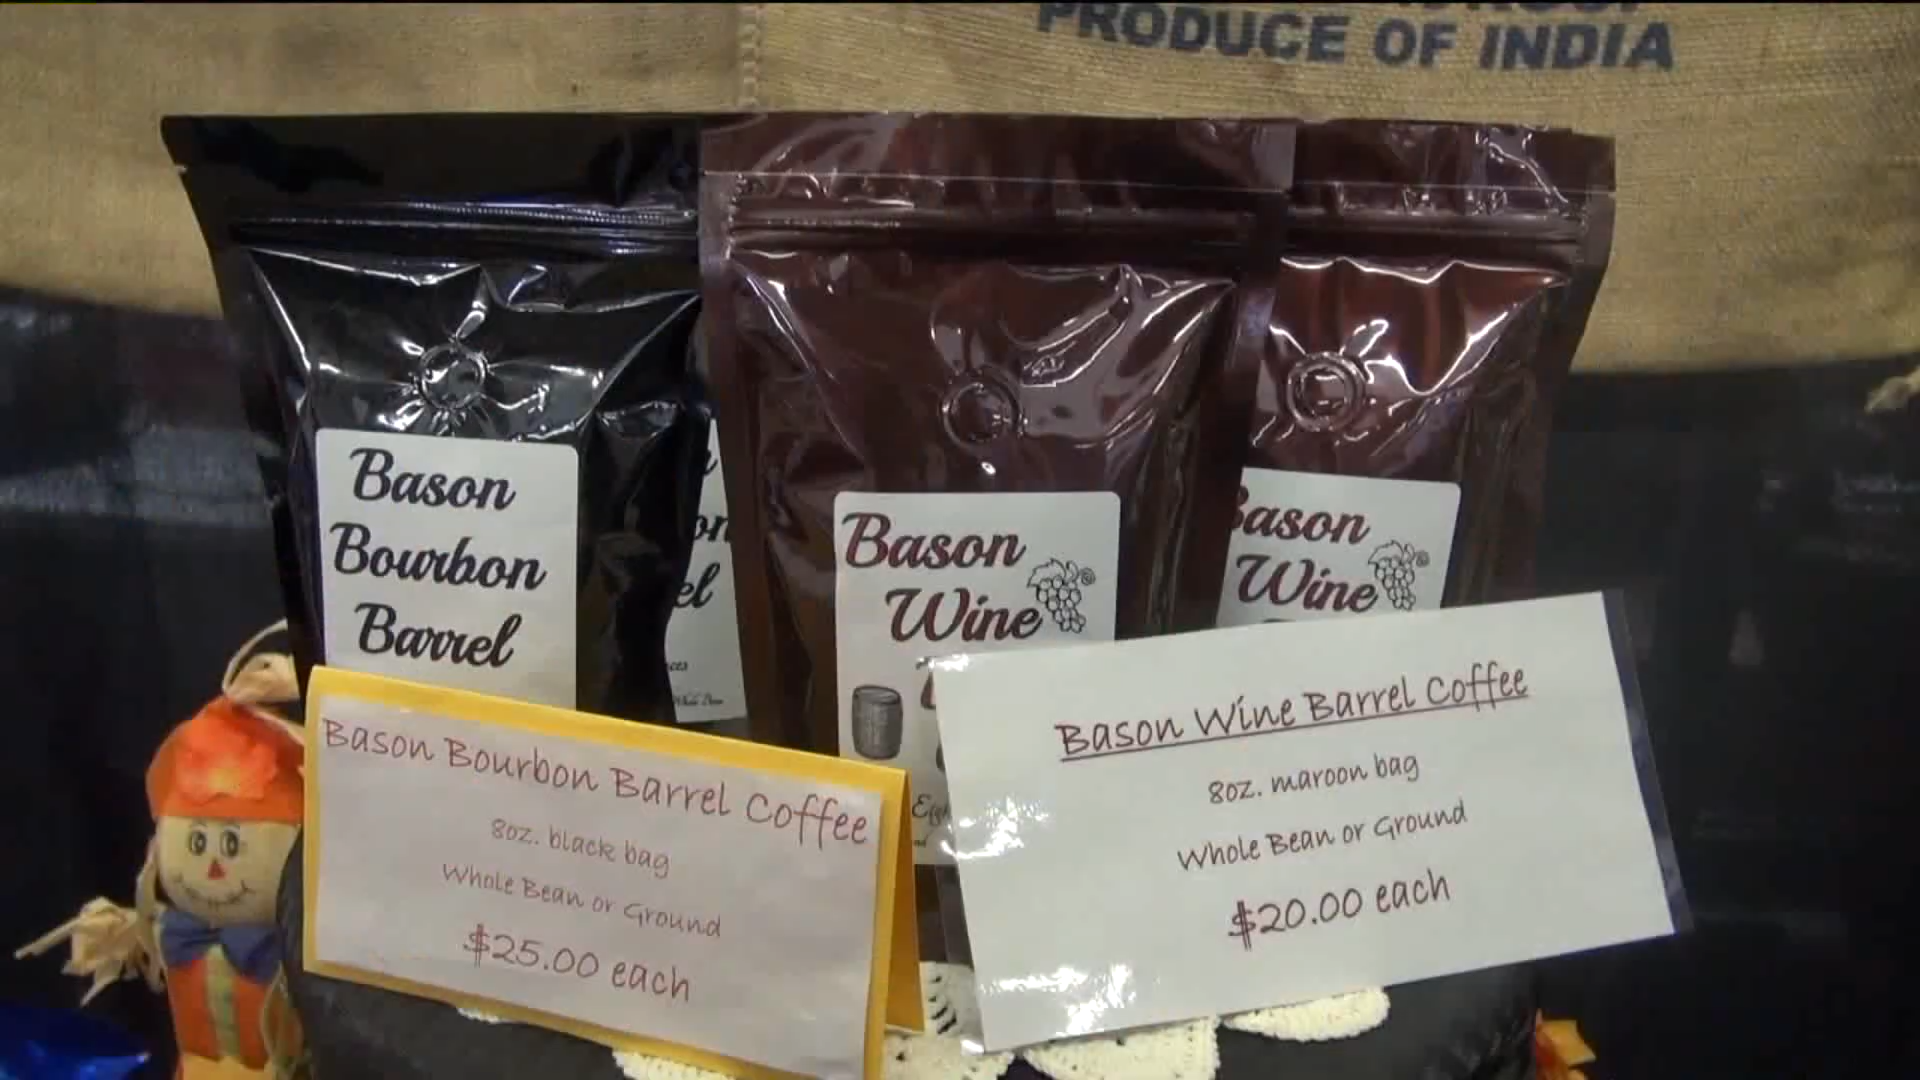 PRODUCE OF INDIA
Bason
Bourbon
Barrel
Bason
Wine
Bason
Wine
Bason Bourbon Barrel Coffee
8oz. black bag
Whole Bean or Ground
$25.00 each
Bason Wine Barrel Coffee
8oz. maroon bag
Whole Bean or Ground
$20.00 each